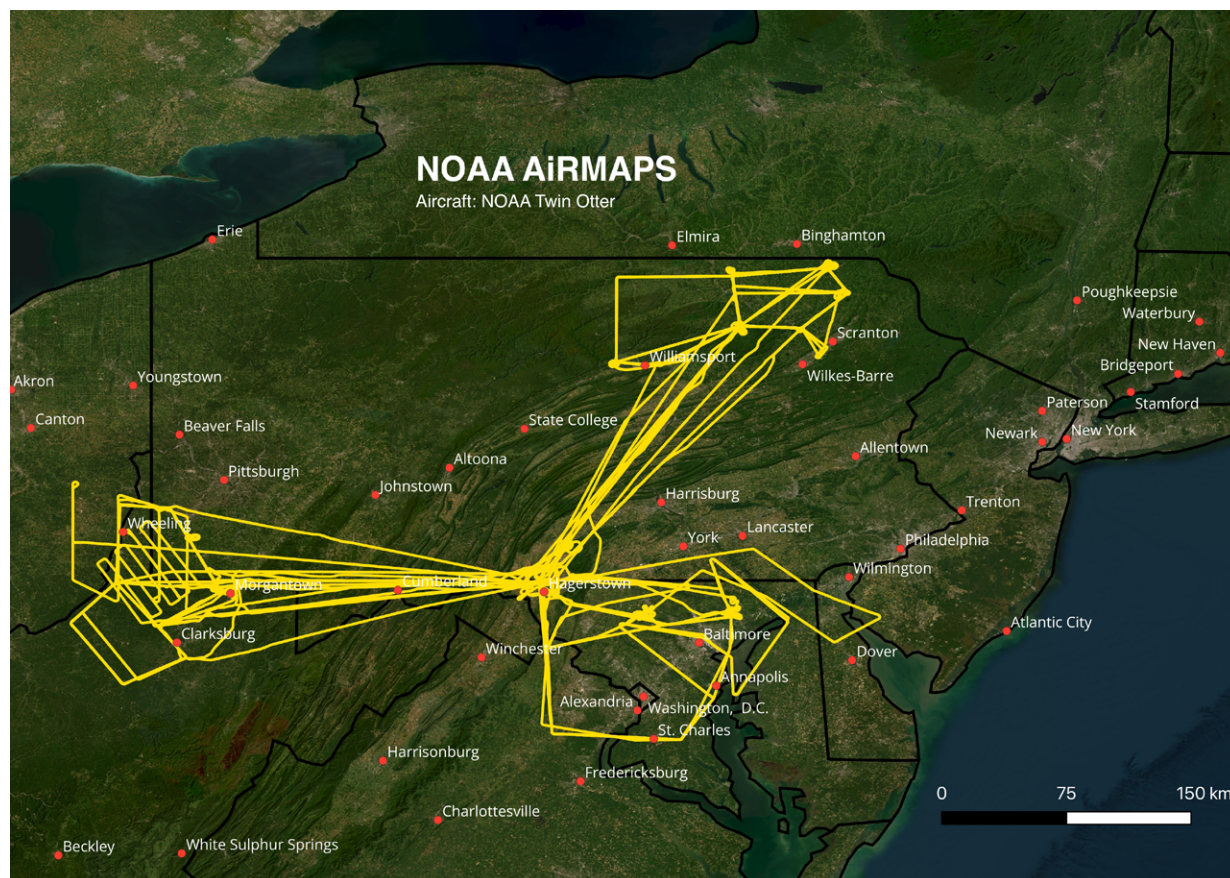 NOAA AiRMAPS
Aircraft: NOAA Twin Otter
Erie
Elmira
Binghamton
Poughkeepsie
Waterbury
New Haven
Bridgeport
Stamford
Scranton
Williamsport
Wilkes-Barre
Akron
Youngstown
Canton
Beaver Falls
State College
Paterson
Newark
New York
Pittsburgh
Altoona
Allentown
Johnstown
Harrisburg
Trenton
Wheeling
York
Lancaster
Philadelphia
Morgantown
Cumberland
Hagerstown
Wilmington
Clarksburg
Winchester
Baltimore
Atlantic City
Dover
Annapolis
Alexandria
Washington, D.C.
St. Charles
Harrisonburg
Fredericksburg
0 75 150 km
Charlottesville
Beckley
White Sulphur Springs